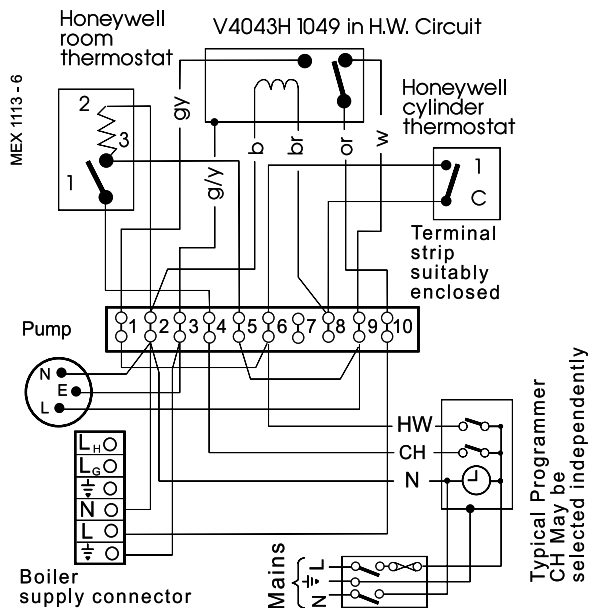 Honeywell
room
thermostat
V4043H 1049 in H.W. Circuit
Honeywell
cylinder
thermostat
MEX 1113 - 6
2
3
1
gy
b
br
or
w
g/y
1
C
Terminal
strip
suitably
enclosed
1 2 3 4 5 6 7 8 9 10
Pump
N
E
L
HW
CH
N
LH
LG
N
L
Boiler
supply connector
Mains
L
N
Typical Programmer
CH May be
selected independently